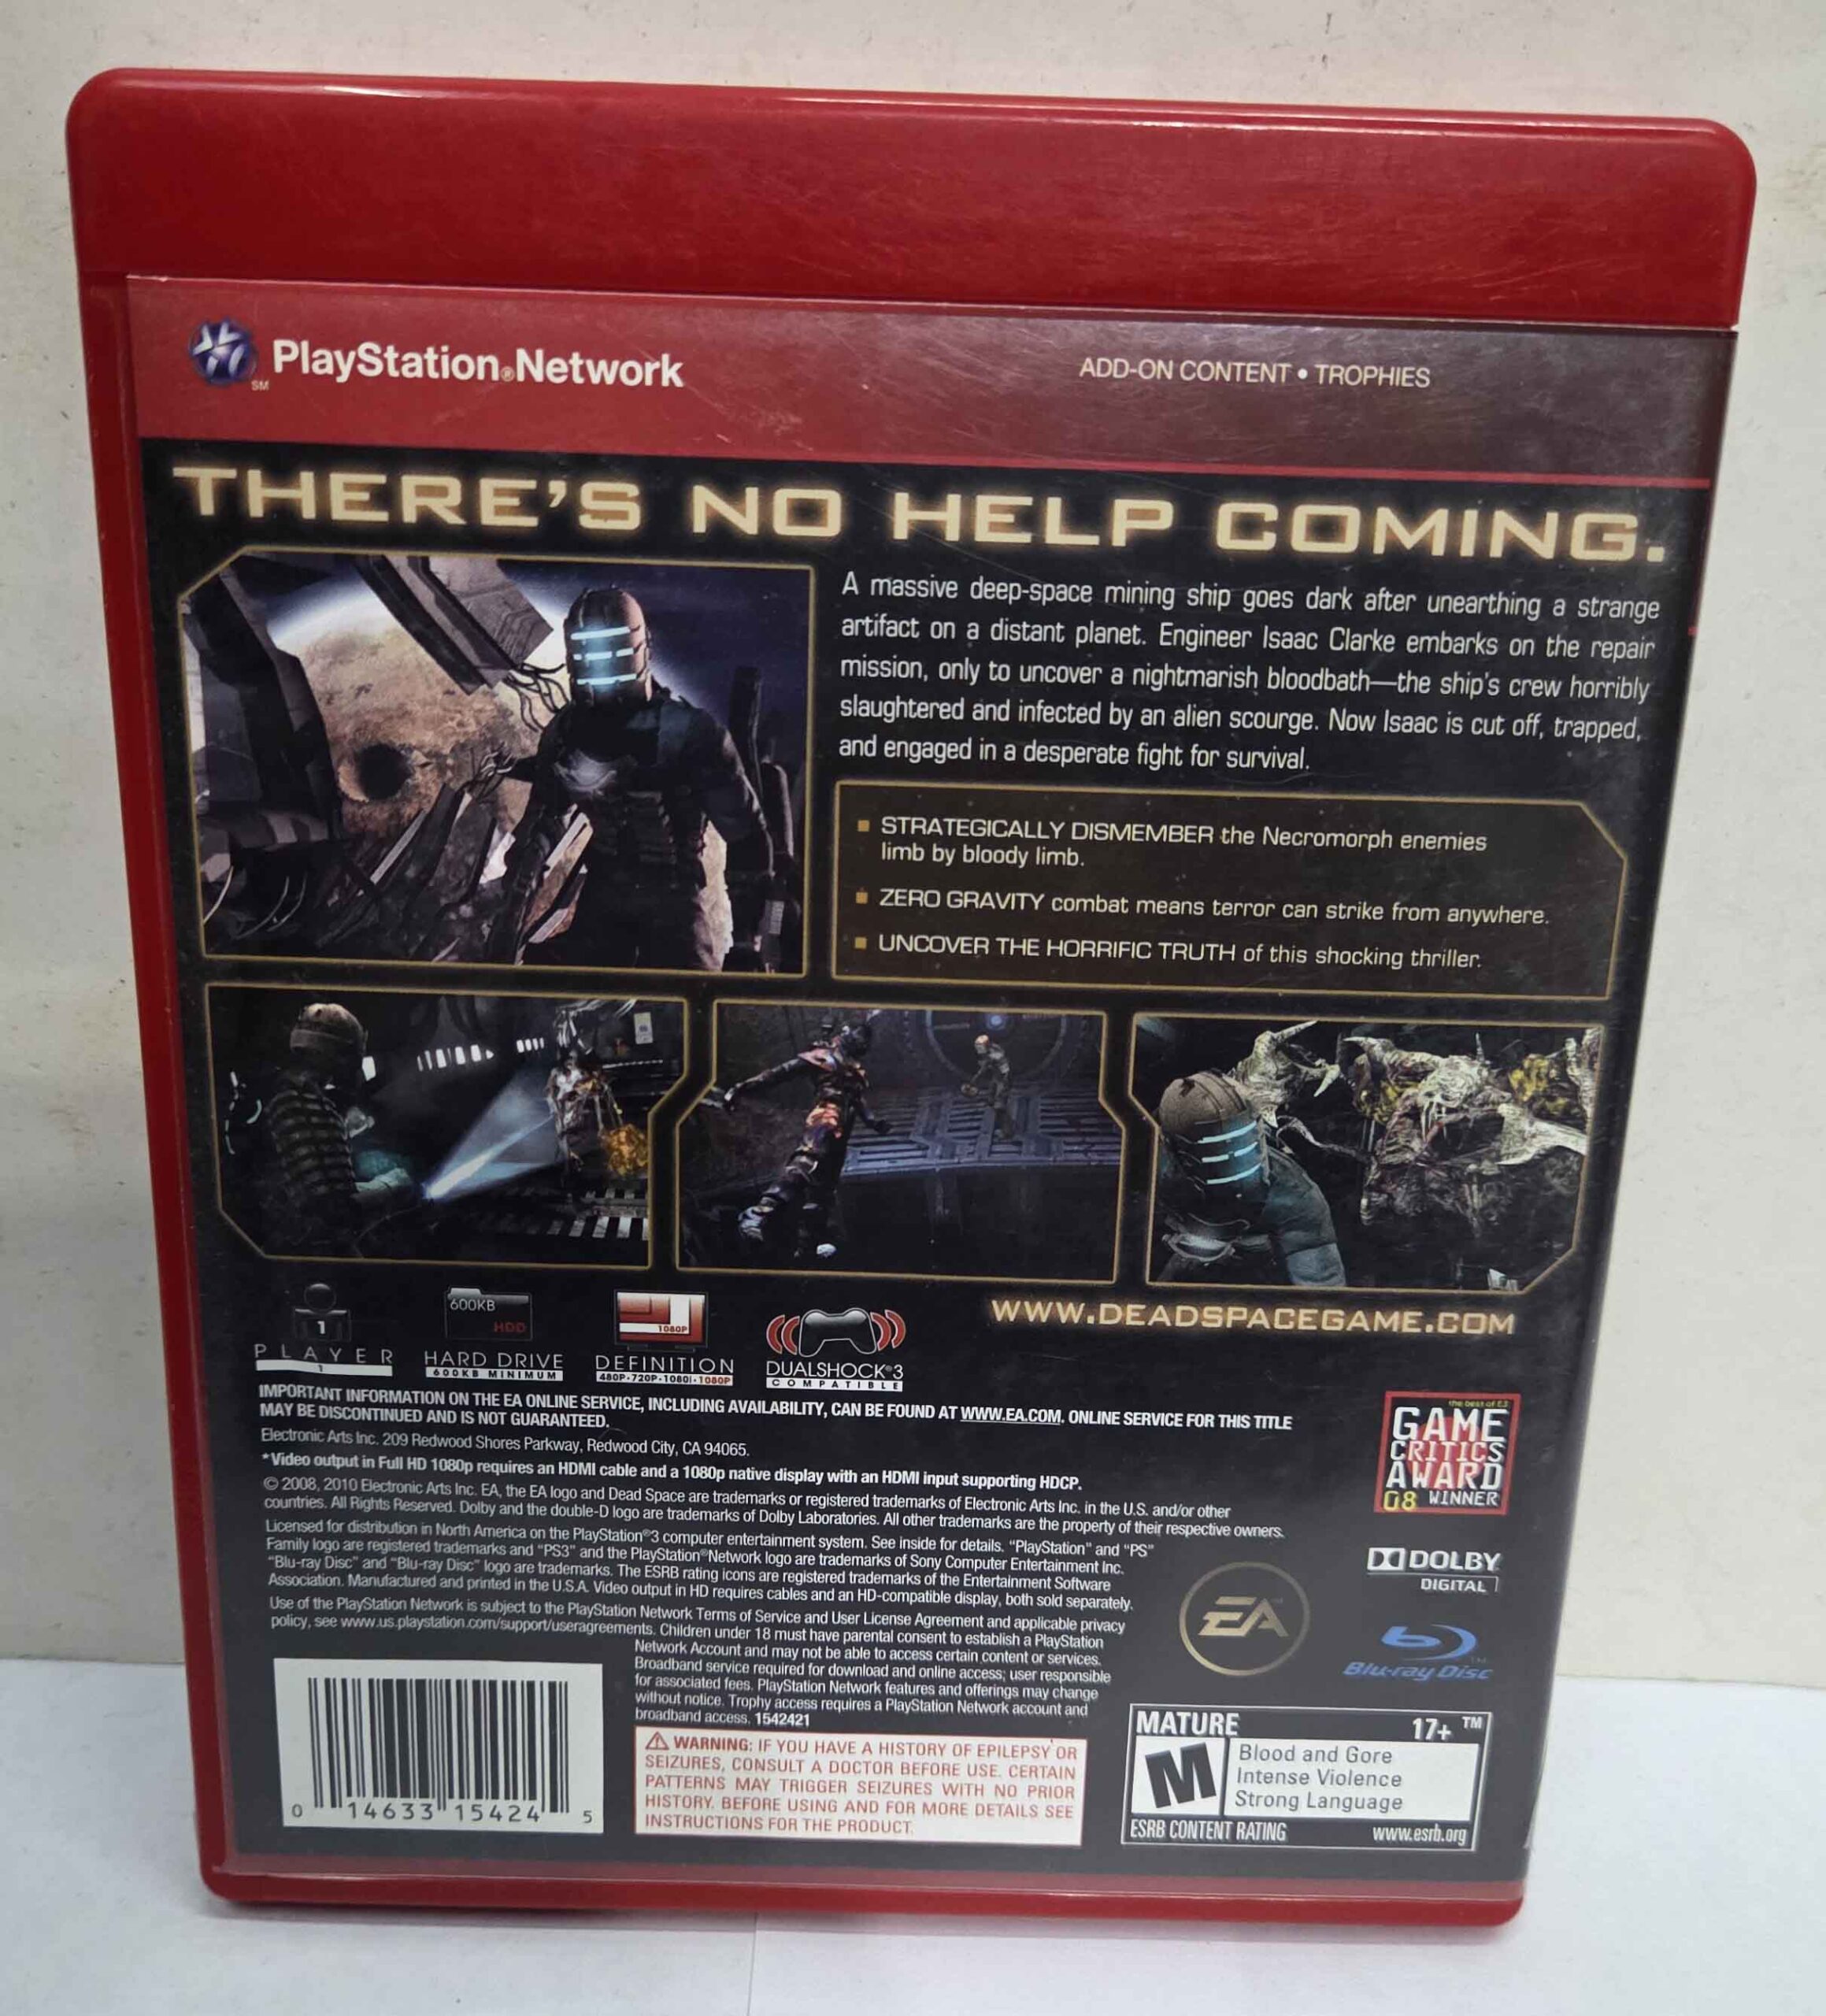 PlayStation®Network
SM
ADD-ON CONTENT • TROPHIES
THERE'S NO HELP COMING.
A massive deep-space mining ship goes dark after unearthing a strange
artifact on a distant planet. Engineer Isaac Clarke embarks on the repair
mission, only to uncover a nightmarish bloodbath—the ship's crew horribly
slaughtered and infected by an alien scourge. Now Isaac is cut off, trapped,
and engaged in a desperate fight for survival.
▪ STRATEGICALLY DISMEMBER the Necromorph enemies
limb by bloody limb.
▪ ZERO GRAVITY combat means terror can strike from anywhere.
▪ UNCOVER THE HORRIFIC TRUTH of this shocking thriller.
1
PLAYER
1
600KB
HDD
HARD DRIVE
600KB MINIMUM
1080P
DEFINITION
480P·720P·1080I·1080P
DUALSHOCK®3
COMPATIBLE
WWW.DEADSPACEGAME.COM
IMPORTANT INFORMATION ON THE EA ONLINE SERVICE, INCLUDING AVAILABILITY, CAN BE FOUND AT WWW.EA.COM. ONLINE SERVICE FOR THIS TITLE
MAY BE DISCONTINUED AND IS NOT GUARANTEED.
Electronic Arts Inc. 209 Redwood Shores Parkway, Redwood City, CA 94065.
*Video output in Full HD 1080p requires an HDMI cable and a 1080p native display with an HDMI input supporting HDCP.
© 2008, 2010 Electronic Arts Inc. EA, the EA logo and Dead Space are trademarks or registered trademarks of Electronic Arts Inc. in the U.S. and/or other
countries. All Rights Reserved. Dolby and the double-D logo are trademarks of Dolby Laboratories. All other trademarks are the property of their respective owners.
Licensed for distribution in North America on the PlayStation®3 computer entertainment system. See inside for details. "PlayStation" and "PS"
Family logo are registered trademarks and "PS3" and the PlayStation®Network logo are trademarks of Sony Computer Entertainment Inc.
"Blu-ray Disc" and "Blu-ray Disc" logo are trademarks. The ESRB rating icons are registered trademarks of the Entertainment Software
Association. Manufactured and printed in the U.S.A. Video output in HD requires cables and an HD-compatible display, both sold separately.
Use of the PlayStation Network is subject to the PlayStation Network Terms of Service and User License Agreement and applicable privacy
policy, see www.us.playstation.com/support/useragreements. Children under 18 must have parental consent to establish a PlayStation
Network Account and may not be able to access certain content or services.
Broadband service required for download and online access; user responsible
for associated fees. PlayStation Network features and offerings may change
without notice. Trophy access requires a PlayStation Network account and
broadband access. 1542421
the best of E3
GAME
CRITICS
AWARD
08 WINNER
DOLBY
DIGITAL
EA
Blu-ray Disc
0 14633 15424 5
WARNING: IF YOU HAVE A HISTORY OF EPILEPSY OR
SEIZURES, CONSULT A DOCTOR BEFORE USE. CERTAIN
PATTERNS MAY TRIGGER SEIZURES WITH NO PRIOR
HISTORY. BEFORE USING AND FOR MORE DETAILS SEE
INSTRUCTIONS FOR THE PRODUCT.
MATURE 17+ ™
M
Blood and Gore
Intense Violence
Strong Language
ESRB CONTENT RATING www.esrb.org